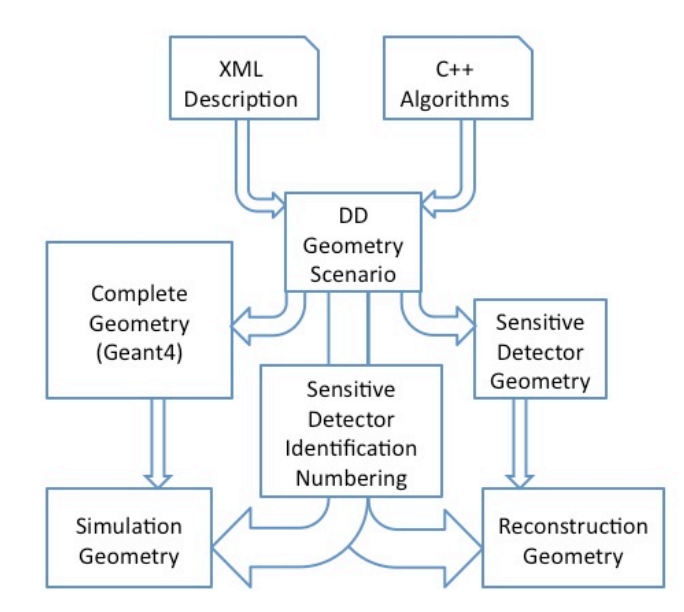 XML
Description
C++
Algorithms
DD
Geometry
Scenario
Complete
Geometry
(Geant4)
Sensitive
Detector
Geometry
Sensitive
Detector
Identification
Numbering
Simulation
Geometry
Reconstruction
Geometry